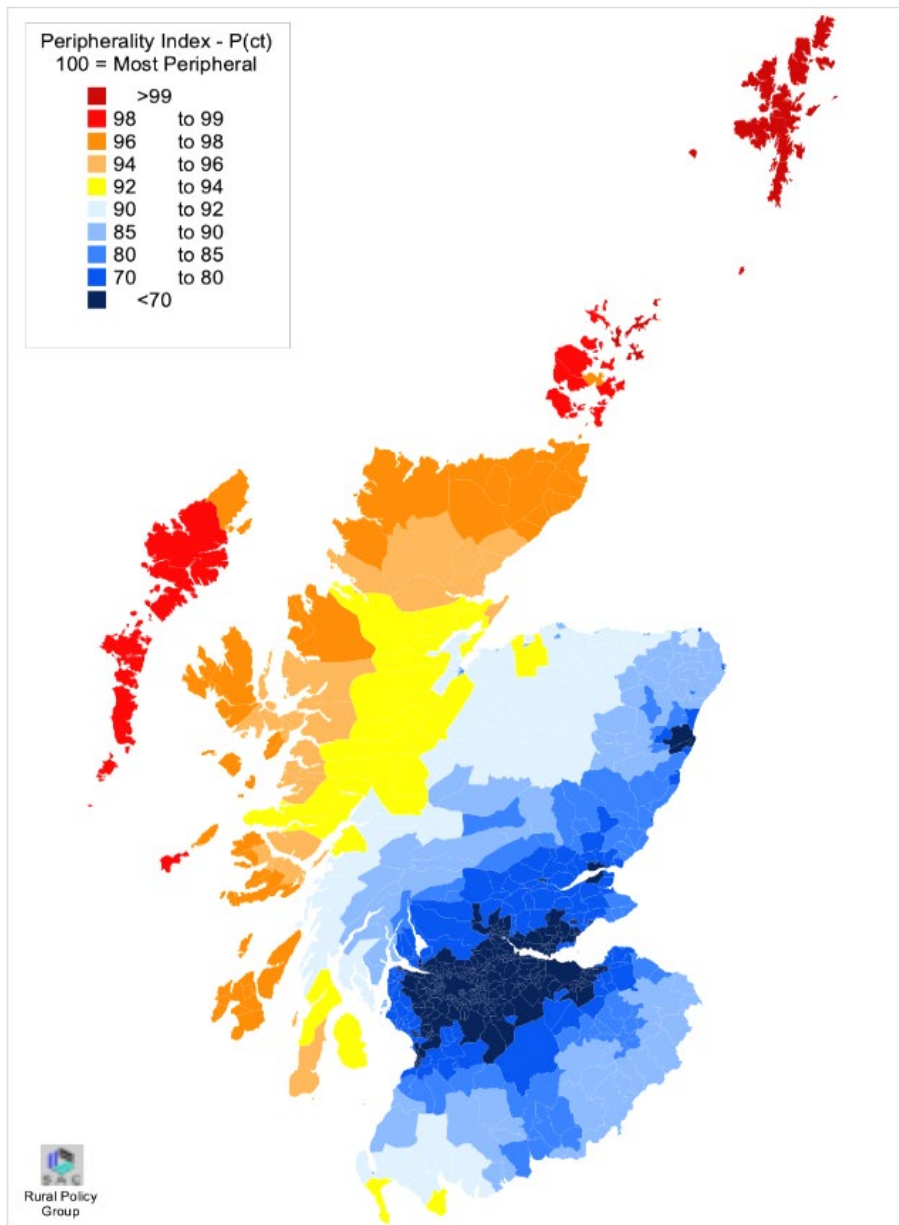 Peripherality Index - P(ct)
100 = Most Peripheral
>99
98 to 99
96 to 98
94 to 96
92 to 94
90 to 92
85 to 90
80 to 85
70 to 80
<70
S A C
Rural Policy
Group